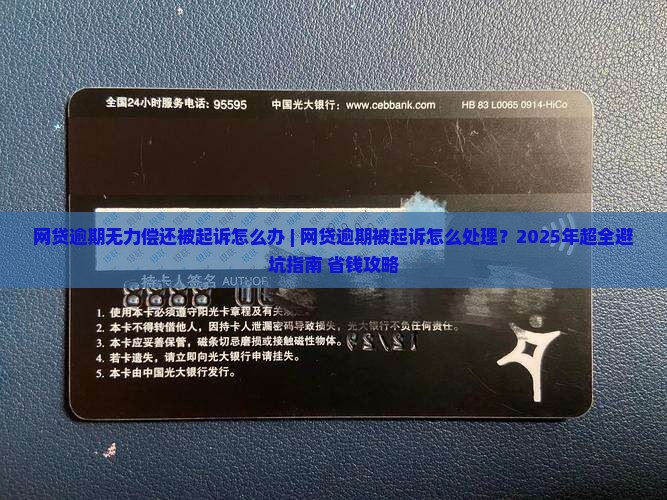 全国24小时服务电话: 95595 中国光大银行: www.cebbank.com HB 83 L0065 0914-HiCo
网贷逾期无力偿还被起诉怎么办 | 网贷逾期被起诉怎么处理？2025年超全避
坑指南 省钱攻略
持卡人签名 AUTHOR
1. 使用本卡必须遵守阳光卡章程及有关
2. 本卡不得转借他人，因持卡人泄漏密码导致损失，光大银行不负任何责任。
3. 本卡应妥善保管，磁条切忌磨损或接触磁性物体。
4. 若卡遗失，请立即向光大银行申请挂失。
5. 本卡由中国光大银行发行。